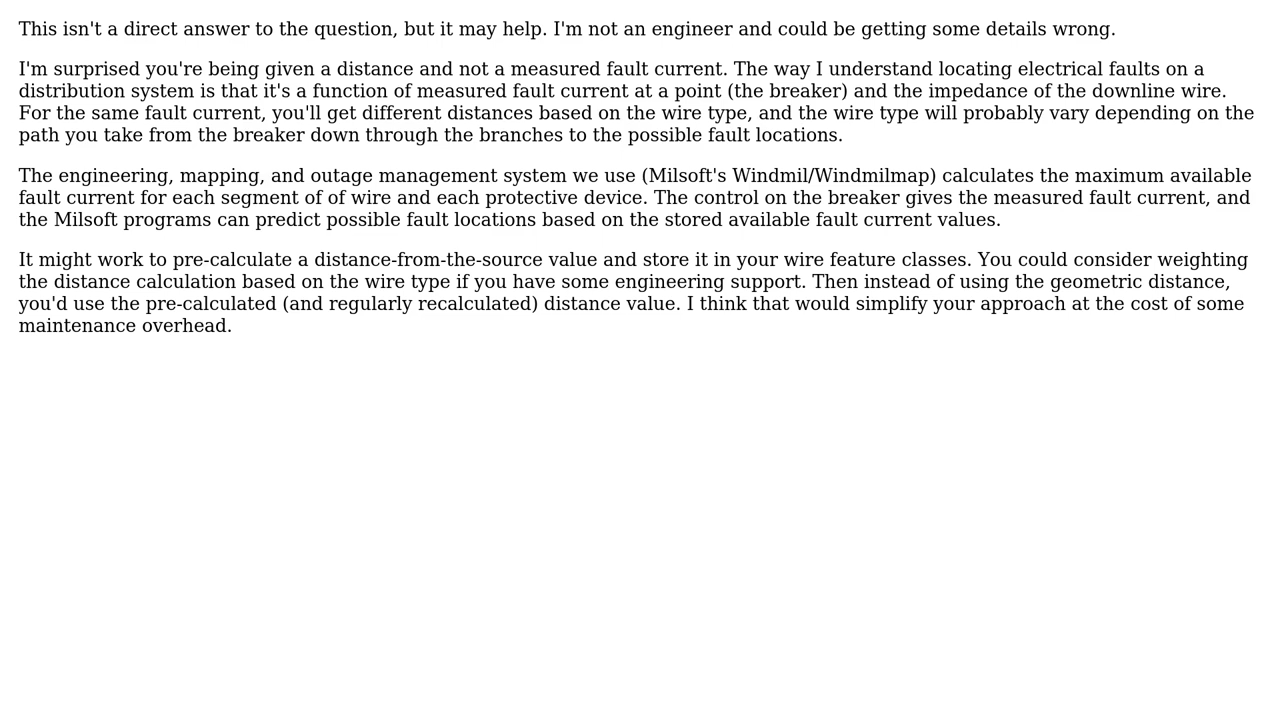 This isn't a direct answer to the question, but it may help. I'm not an engineer and could be getting some details wrong.
I'm surprised you're being given a distance and not a measured fault current. The way I understand locating electrical faults on a
distribution system is that it's a function of measured fault current at a point (the breaker) and the impedance of the downline wire.
For the same fault current, you'll get different distances based on the wire type, and the wire type will probably vary depending on the
path you take from the breaker down through the branches to the possible fault locations.
The engineering, mapping, and outage management system we use (Milsoft's Windmil/Windmilmap) calculates the maximum available
fault current for each segment of of wire and each protective device. The control on the breaker gives the measured fault current, and
the Milsoft programs can predict possible fault locations based on the stored available fault current values.
It might work to pre-calculate a distance-from-the-source value and store it in your wire feature classes. You could consider weighting
the distance calculation based on the wire type if you have some engineering support. Then instead of using the geometric distance,
you'd use the pre-calculated (and regularly recalculated) distance value. I think that would simplify your approach at the cost of some
maintenance overhead.